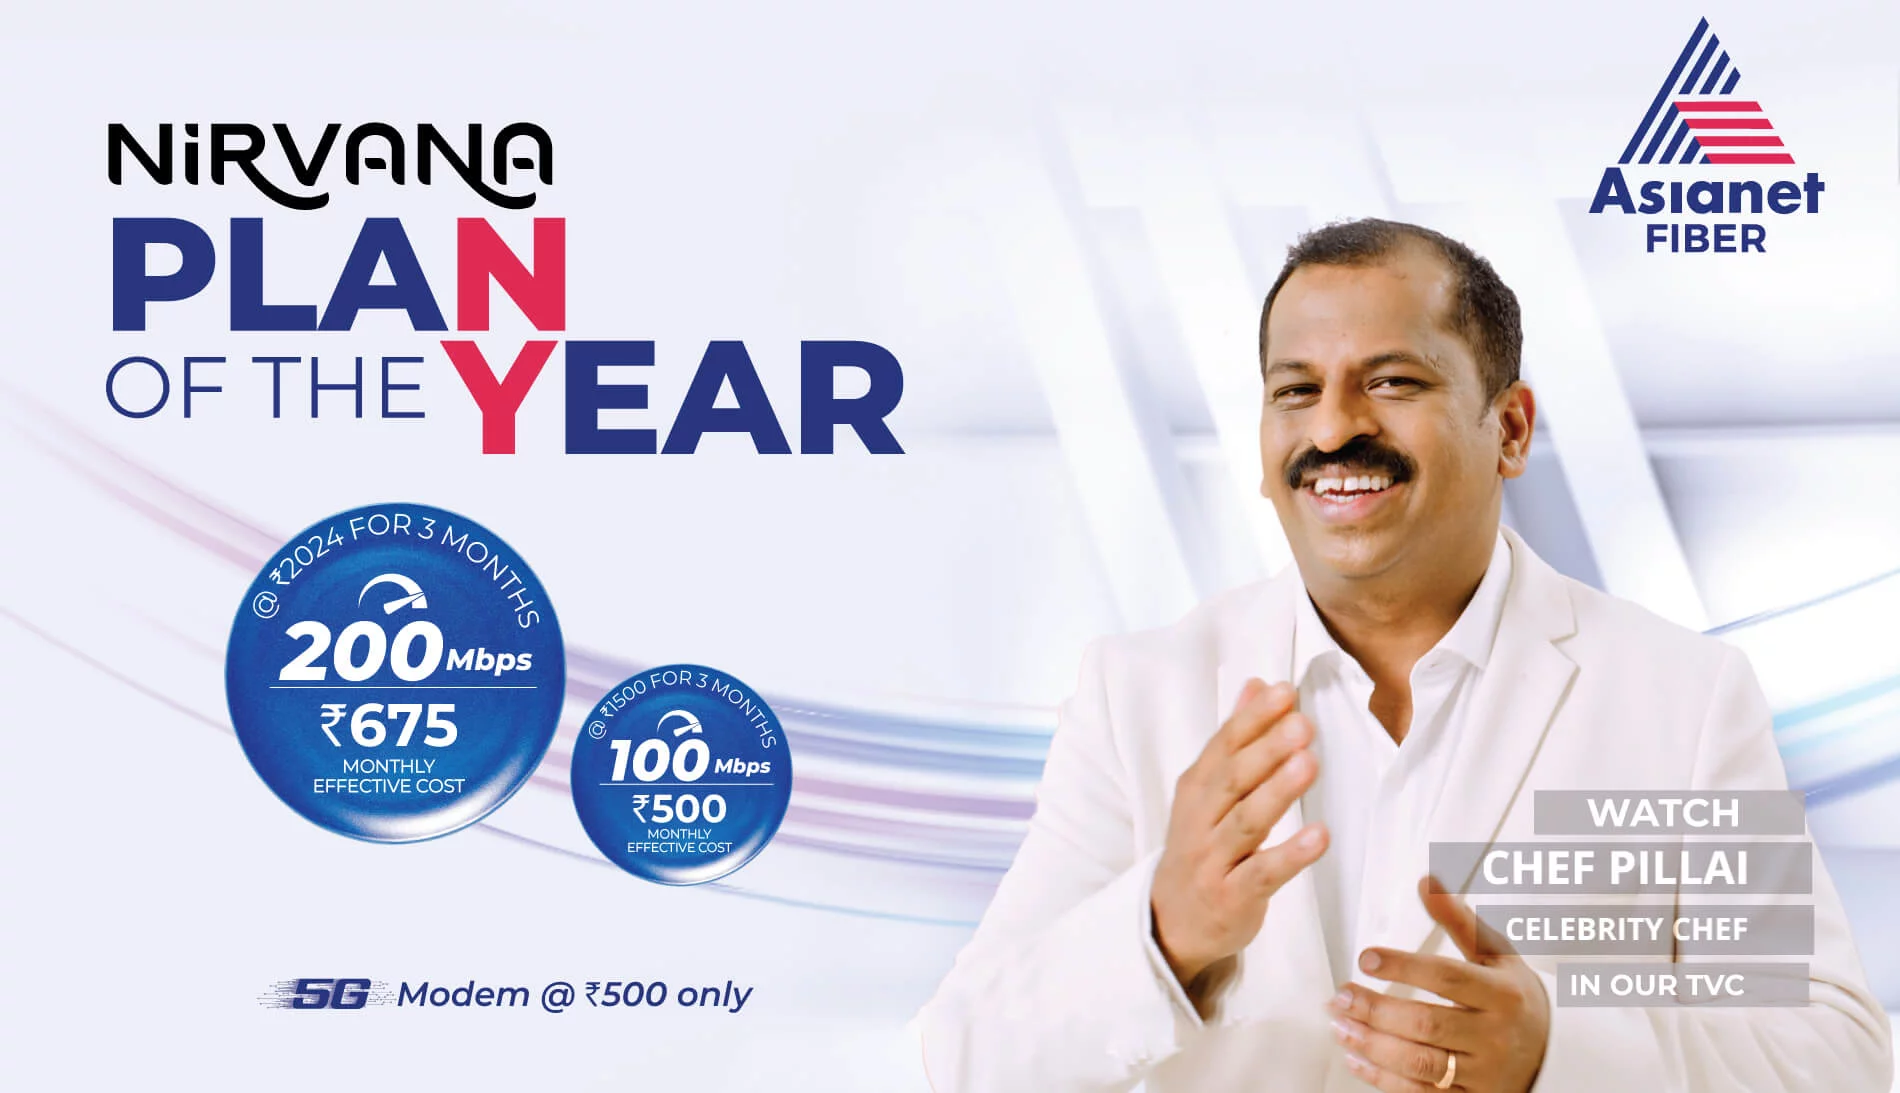 NiRVANA
PLAN
OF THE YEAR
@ ₹2024 FOR 3 MONTHS
200 Mbps
₹675
MONTHLY
EFFECTIVE COST
@ ₹1500 FOR 3 MONTHS
100 Mbps
₹500
MONTHLY
EFFECTIVE COST
5G Modem @ ₹500 only
Asianet
FIBER
WATCH
CHEF PILLAI
CELEBRITY CHEF
IN OUR TVC